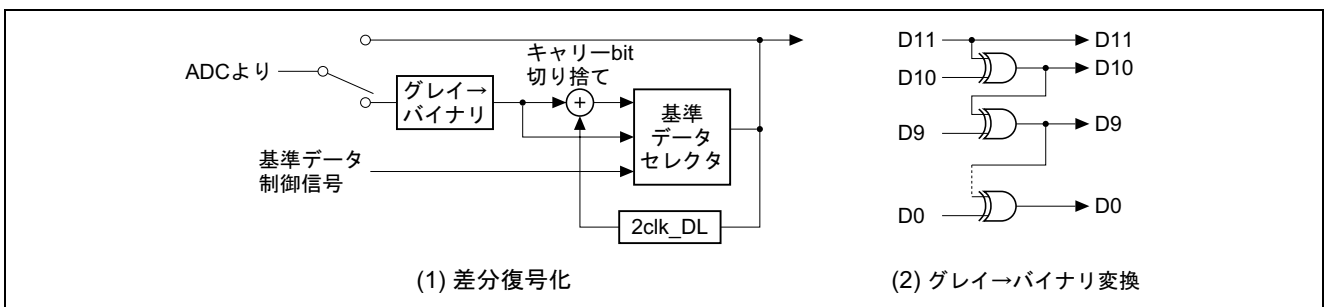 キャリーbit
切り捨て
ADCより
グレイ→
バイナリ
+
基準
データ
セレクタ
基準データ
制御信号
2clk_DL
(1) 差分復号化
D11
D11
D10
D10
D9
D9
D0
D0
(2) グレイ→バイナリ変換